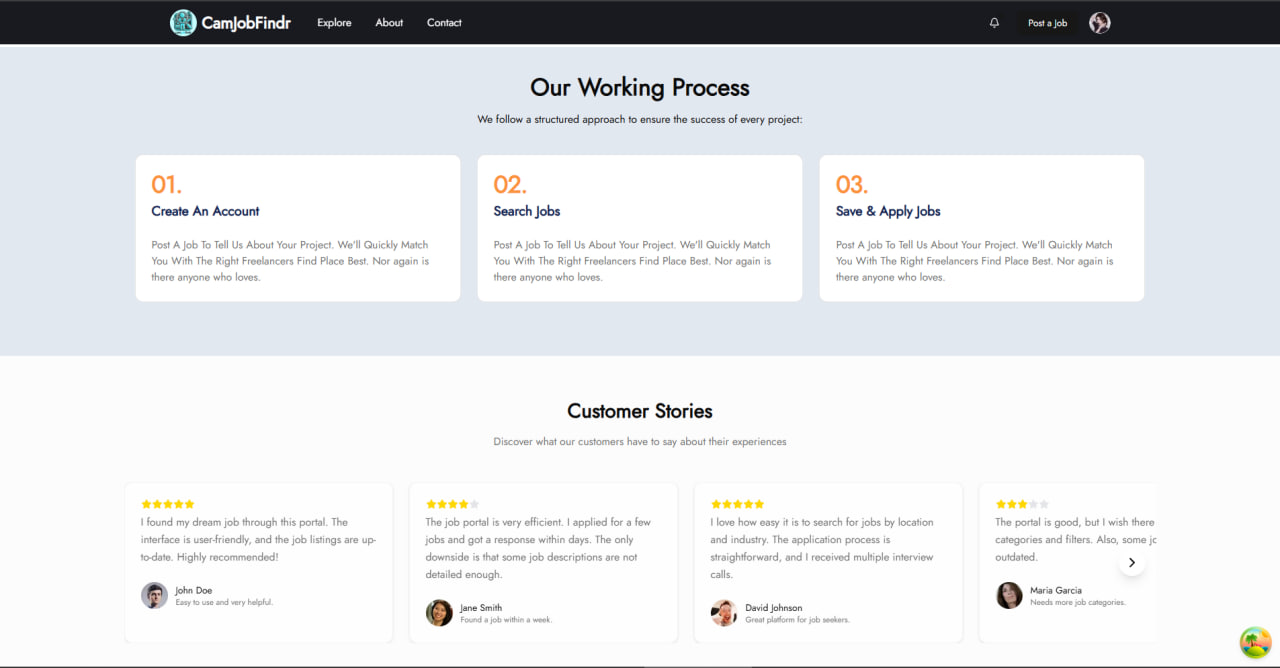 CamJobFindr
Explore
About
Contact
Post a Job
Our Working Process
We follow a structured approach to ensure the success of every project:
01.
Create An Account
Post A Job To Tell Us About Your Project. We'll Quickly Match
You With The Right Freelancers Find Place Best. Nor again is
there anyone who loves.
02.
Search Jobs
Post A Job To Tell Us About Your Project. We'll Quickly Match
You With The Right Freelancers Find Place Best. Nor again is
there anyone who loves.
03.
Save & Apply Jobs
Post A Job To Tell Us About Your Project. We'll Quickly Match
You With The Right Freelancers Find Place Best. Nor again is
there anyone who loves.
Customer Stories
Discover what our customers have to say about their experiences
I found my dream job through this portal. The
interface is user-friendly, and the job listings are up-
to-date. Highly recommended!
John Doe
Easy to use and very helpful.
The job portal is very efficient. I applied for a few
jobs and got a response within days. The only
downside is that some job descriptions are not
detailed enough.
Jane Smith
Found a job within a week.
I love how easy it is to search for jobs by location
and industry. The application process is
straightforward, and I received multiple interview
calls.
David Johnson
Great platform for job seekers.
The portal is good, but I wish there
categories and filters. Also, some
outdated.
Maria Garcia
Needs more job categories.